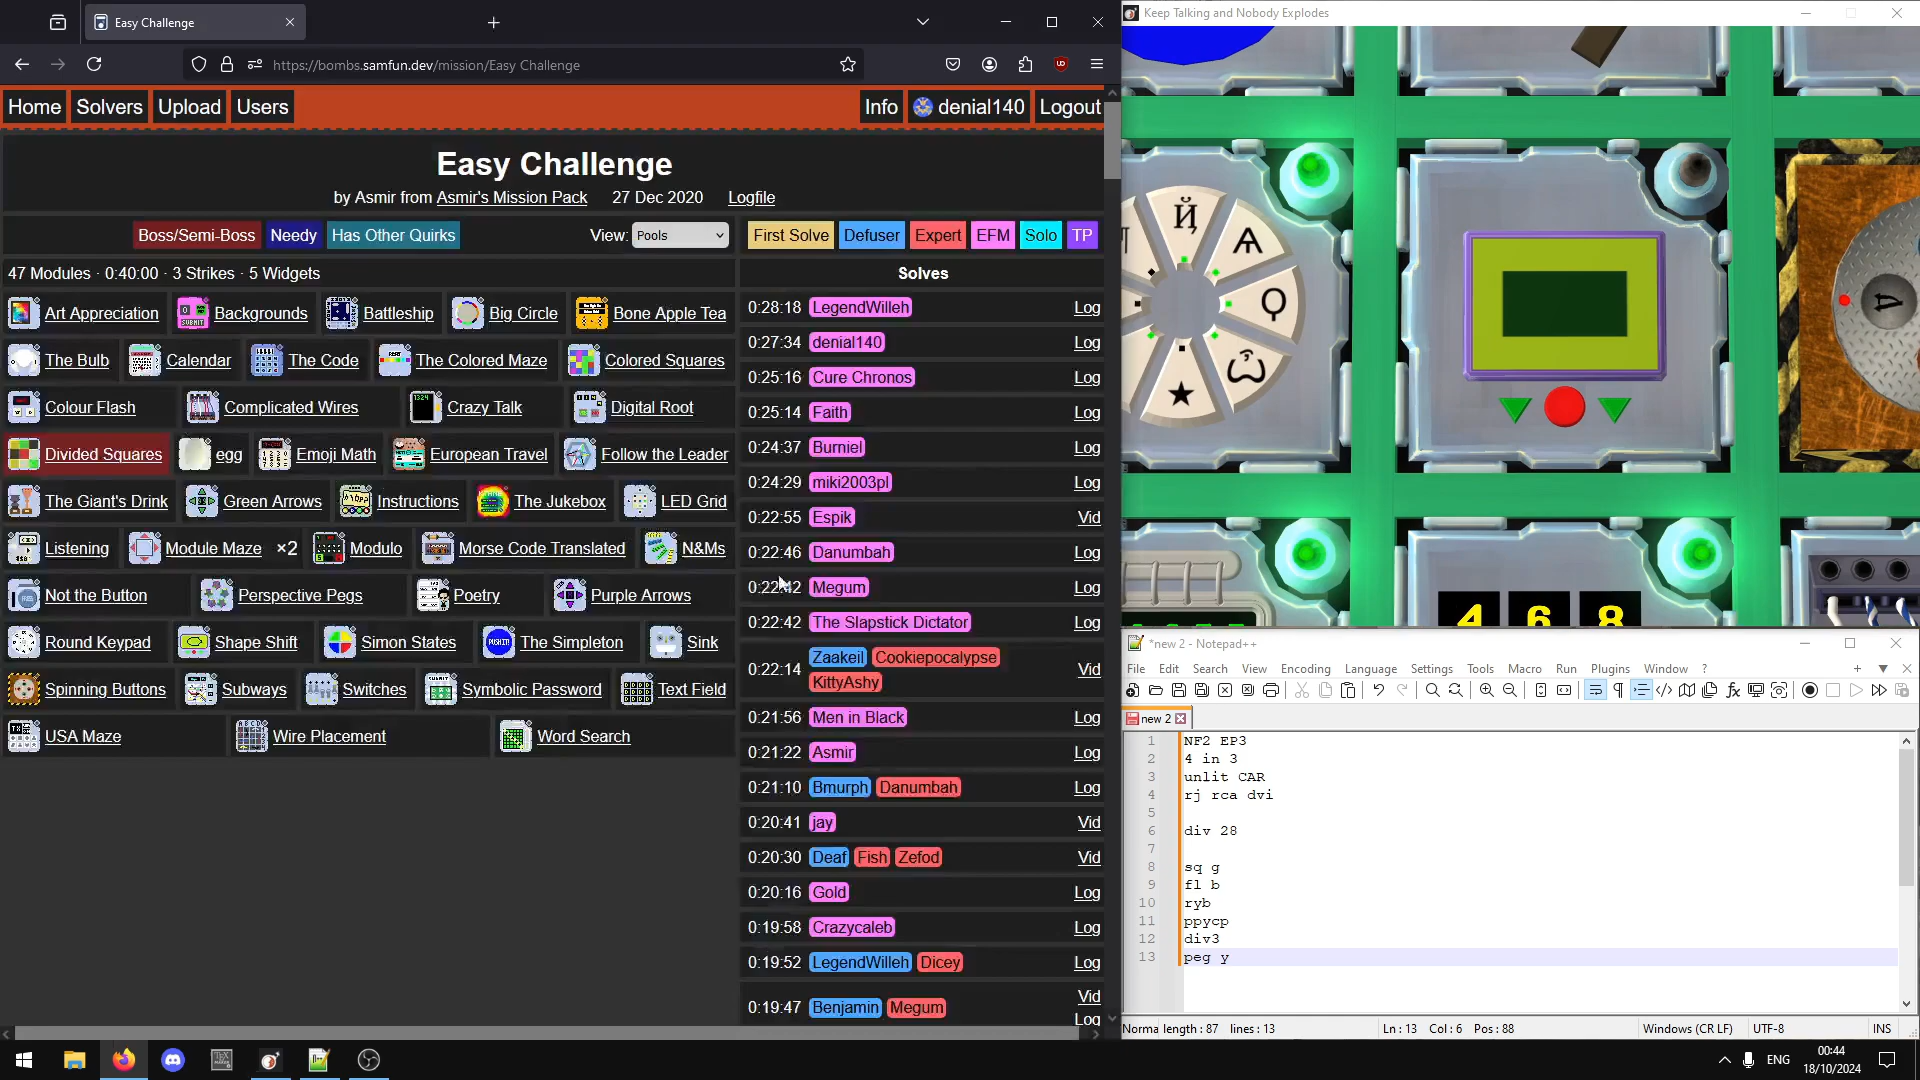 Easy Challenge
https://bombs.samfun.dev/mission/Easy Challenge
Home Solvers Upload Users Info denial140 Logout
Easy Challenge
by Asmir from Asmir's Mission Pack 27 Dec 2020 Logfile
Boss/Semi-Boss Needy Has Other Quirks View: Pools
47 Modules · 0:40:00 · 3 Strikes · 5 Widgets
Art Appreciation Backgrounds Battleship Big Circle Bone Apple Tea
The Bulb Calendar The Code The Colored Maze Colored Squares
Colour Flash Complicated Wires Crazy Talk Digital Root
Divided Squares egg Emoji Math European Travel Follow the Leader
The Giant's Drink Green Arrows Instructions The Jukebox LED Grid
Listening Module Maze ×2 Modulo Morse Code Translated N&Ms
Not the Button Perspective Pegs Poetry Purple Arrows
Round Keypad Shape Shift Simon States The Simpleton Sink
Spinning Buttons Subways Switches Symbolic Password Text Field
USA Maze Wire Placement Word Search
First Solve Defuser Expert EFM Solo TP
Solves
0:28:18 LegendWilleh Log
0:27:34 denial140 Log
0:25:16 Cure Chronos Log
0:25:14 Faith Log
0:24:37 Burniel Log
0:24:29 miki2003pl Log
0:22:55 Espik Vid
0:22:46 Danumbah Log
0:22:42 Megum Log
0:22:42 The Slapstick Dictator Log
0:22:14 Zaakeil Cookiepocalypse KittyAshy Vid
0:21:56 Men in Black Log
0:21:22 Asmir Log
0:21:10 Bmurph Danumbah Log
0:20:41 jay Vid
0:20:30 Deaf Fish Zefod Vid
0:20:16 Gold Log
0:19:58 Crazycaleb Log
0:19:52 LegendWilleh Dicey Log
0:19:47 Benjamin Megum Vid
Log
Keep Talking and Nobody Explodes
Ѝ Ѧ Ϙ Ѽ ★
4 6 8
*new 2 - Notepad++
File Edit Search View Encoding Language Settings Tools Macro Run Plugins Window ?
new 2
1 NF2 EP3
2 4 in 3
3 unlit CAR
4 rj rca dvi
5
6 div 28
7
8 sq g
9 fl b
10 ryb
11 ppycp
12 div3
13 peg y
Norma length : 87 lines : 13 Ln : 13 Col : 6 Pos : 88 Windows (CR LF) UTF-8 INS
ENG 00:44
18/10/2024